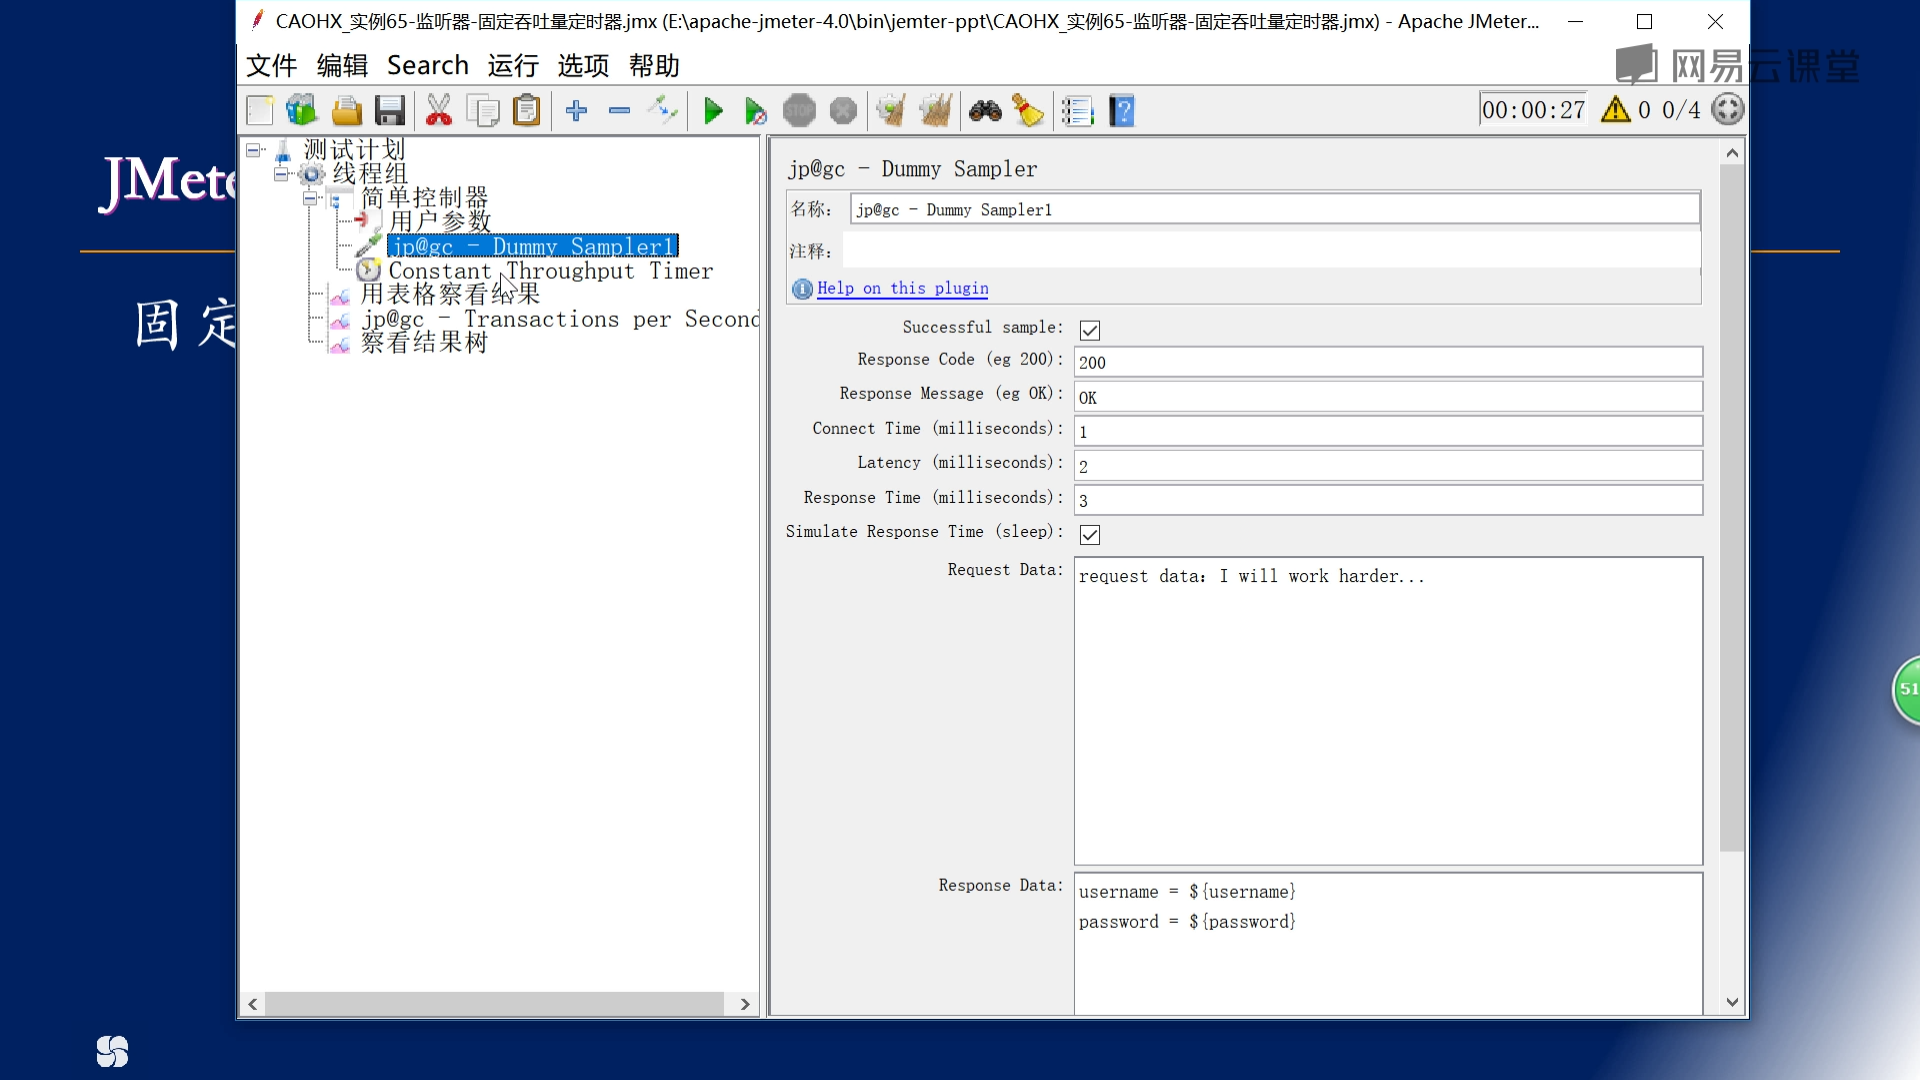 CAOHX_实例65-监听器-固定吞吐量定时器.jmx (E:\apache-jmeter-4.0\bin\jemter-ppt\CAOHX_实例65-监听器-固定吞吐量定时器.jmx) - Apache JMeter...
文件 编辑 Search 运行 选项 帮助
网易云课堂
STOP
00:00:27
0 0/4
JMete
固定
测试计划
线程组
简单控制器
用户参数
jp@gc - Dummy Sampler1
Constant Throughput Timer
用表格察看结果
jp@gc - Transactions per Second
察看结果树
jp@gc - Dummy Sampler
名称: jp@gc - Dummy Sampler1
注释:
Help on this plugin
Successful sample:
Response Code (eg 200): 200
Response Message (eg OK): OK
Connect Time (milliseconds): 1
Latency (milliseconds): 2
Response Time (milliseconds): 3
Simulate Response Time (sleep):
Request Data: request data: I will work harder...
Response Data: username = ${username}
password = ${password}
51